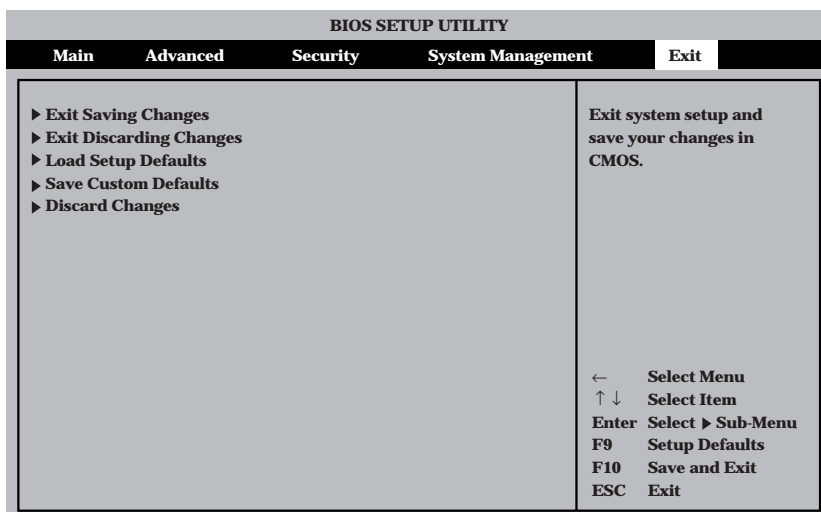 BIOS SETUP UTILITY
Main Advanced Security System Management Exit
▶ Exit Saving Changes
▶ Exit Discarding Changes
▶ Load Setup Defaults
▶ Save Custom Defaults
▶ Discard Changes
Exit system setup and
save your changes in
CMOS.
← Select Menu
↑ ↓ Select Item
Enter Select ▶ Sub-Menu
F9 Setup Defaults
F10 Save and Exit
ESC Exit